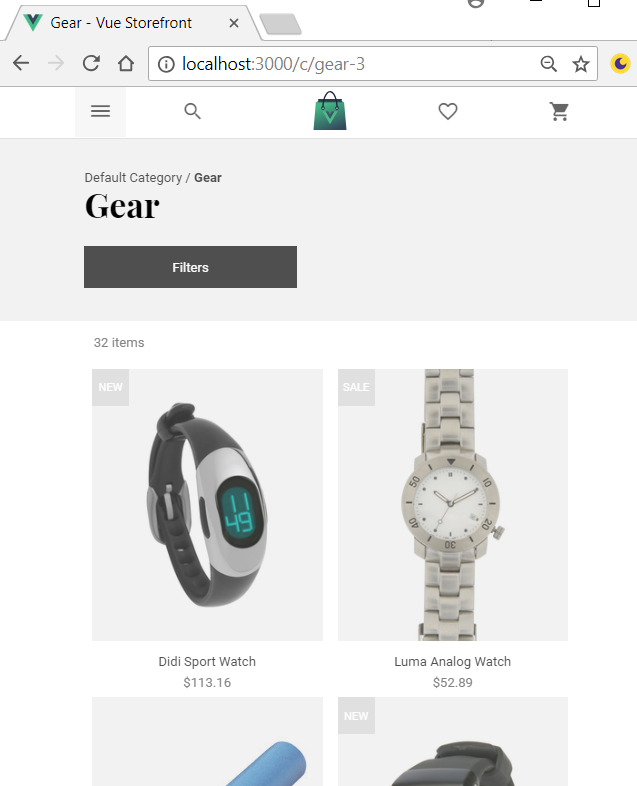 Gear - Vue Storefront
localhost:3000/c/gear-3
Default Category / Gear
Gear
Filters
32 items
NEW
SALE
11
49
50
10
40
20
30
Didi Sport Watch
Luma Analog Watch
$113.16
$52.89
NEW